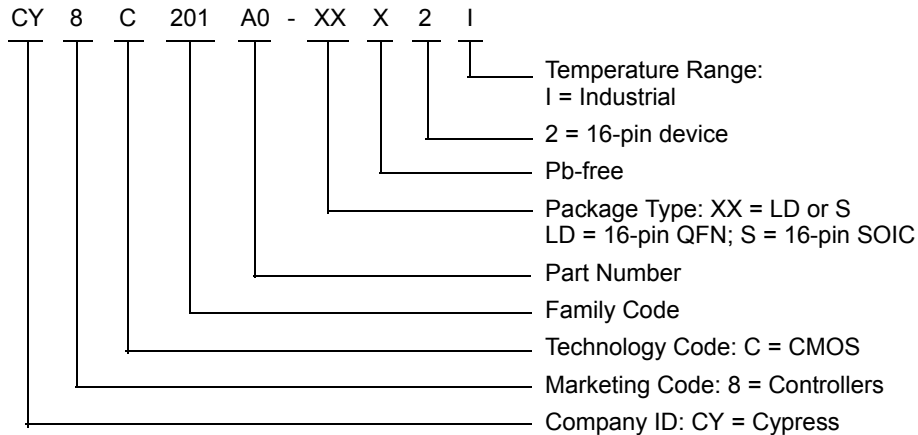 CY 8 C 201 A0 - XX X 2 I
Temperature Range:
I = Industrial
2 = 16-pin device
Pb-free
Package Type: XX = LD or S
LD = 16-pin QFN; S = 16-pin SOIC
Part Number
Family Code
Technology Code: C = CMOS
Marketing Code: 8 = Controllers
Company ID: CY = Cypress